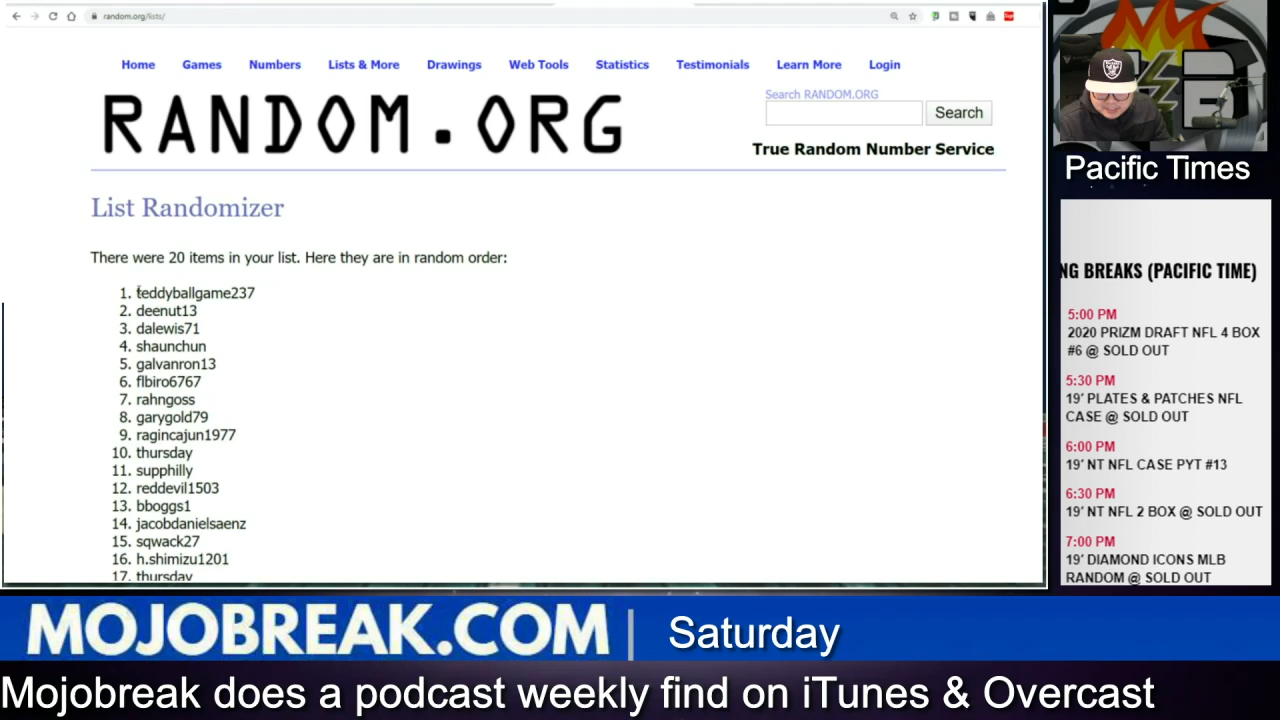 random.org/lists/
Home Games Numbers Lists & More Drawings Web Tools Statistics Testimonials Learn More Login
RANDOM.ORG
Search RANDOM.ORG
Search
True Random Number Service
List Randomizer
There were 20 items in your list. Here they are in random order:
1. teddyballgame237
2. deenut13
3. dalewis71
4. shaunchun
5. galvanron13
6. flbiro6767
7. rahngoss
8. garygold79
9. ragincajun1977
10. thursday
11. supphilly
12. reddevil1503
13. bboggs1
14. jacobdanielsaenz
15. sqwack27
16. h.shimizu1201
17. thursday
Pacific Times
NG BREAKS (PACIFIC TIME)
5:00 PM
2020 PRIZM DRAFT NFL 4 BOX
#6 @ SOLD OUT
5:30 PM
19' PLATES & PATCHES NFL
CASE @ SOLD OUT
6:00 PM
19' NT NFL CASE PYT #13
6:30 PM
19' NT NFL 2 BOX @ SOLD OUT
7:00 PM
19' DIAMOND ICONS MLB
RANDOM @ SOLD OUT
MOJOBREAK.COM | Saturday
Mojobreak does a podcast weekly find on iTunes & Overcast